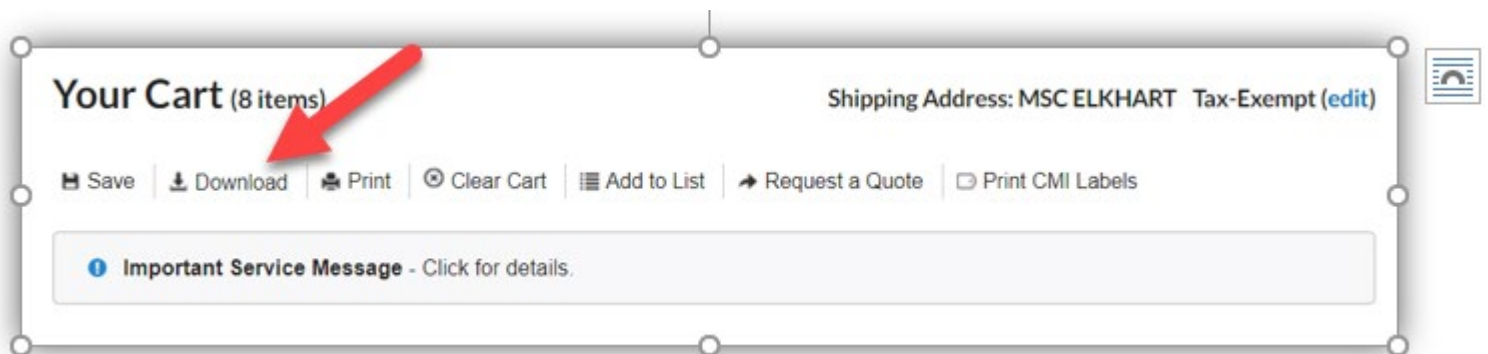 Your Cart (8 items)
Shipping Address: MSC ELKHART Tax-Exempt (edit)
Save Download Print Clear Cart Add to List Request a Quote Print CMI Labels
Important Service Message - Click for details.